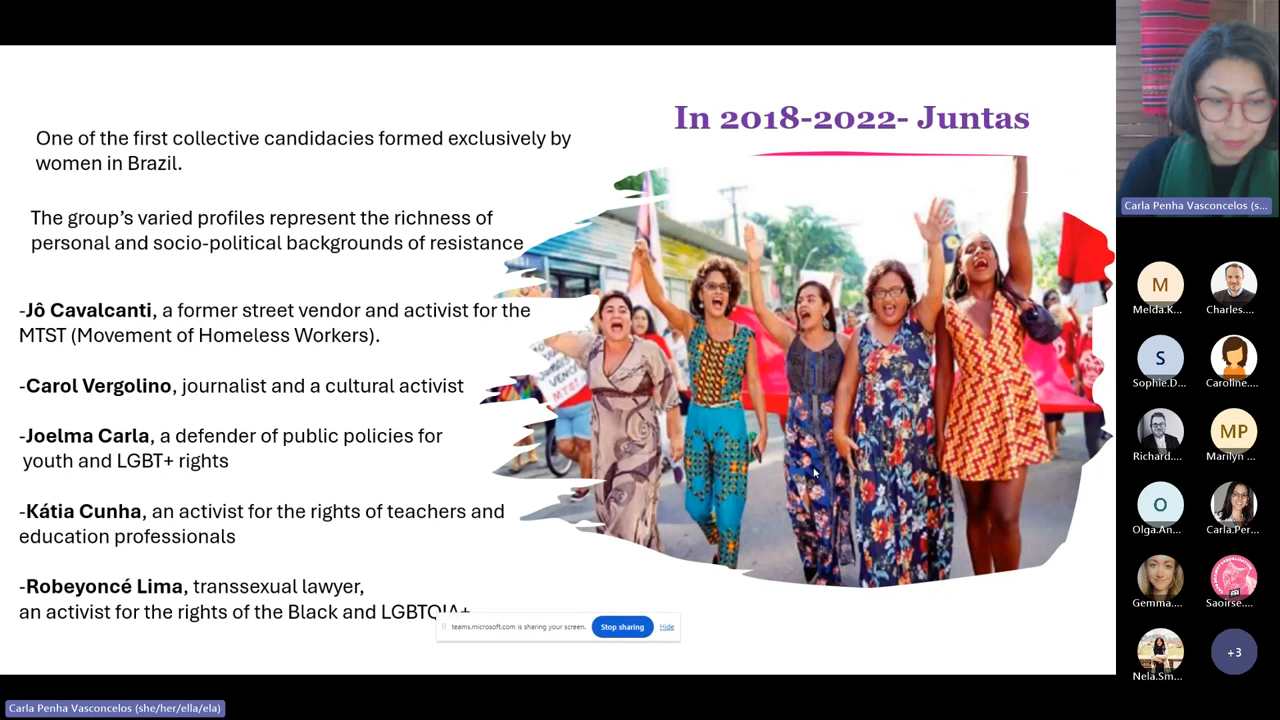 In 2018-2022- Juntas
One of the first collective candidacies formed exclusively by
women in Brazil.
The group's varied profiles represent the richness of
personal and socio-political backgrounds of resistance
-Jô Cavalcanti, a former street vendor and activist for the
MTST (Movement of Homeless Workers).
-Carol Vergolino, journalist and a cultural activist
-Joelma Carla, a defender of public policies for
youth and LGBT+ rights
-Kátia Cunha, an activist for the rights of teachers and
education professionals
-Robeyoncé Lima, transsexual lawyer,
an activist for the rights of the Black and LGBTQIA+
teams.microsoft.com is sharing your screen.
Stop sharing
Hide
Carla Penha Vasconcelos (s...
M
Melda.K...
Charles....
S
Sophie.D...
Caroline....
Richard....
MP
Marilyn ...
O
Olga.An...
Carla.Per...
Gemma....
Saoirse....
Nela.Sm...
+3
Carla Penha Vasconcelos (she/her/ella/ela)